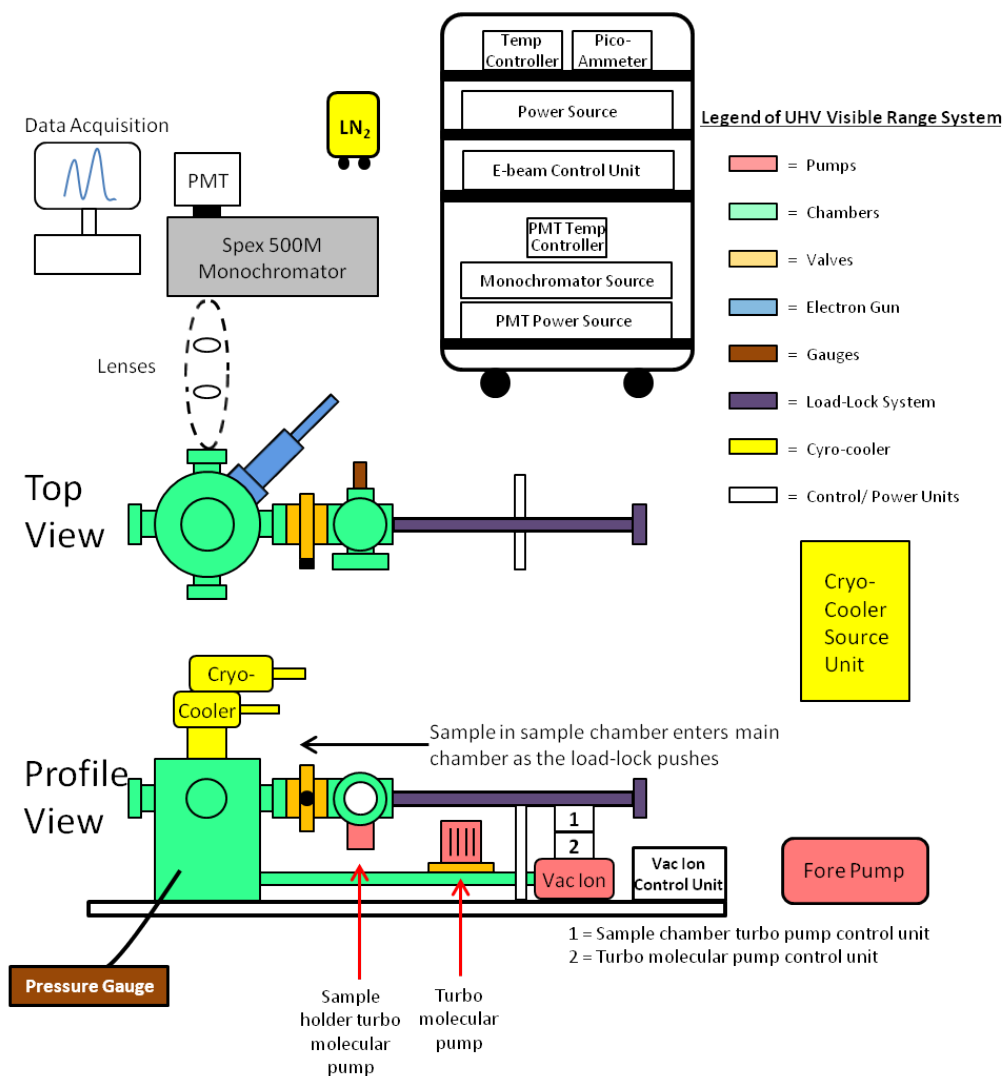 Temp
Controller
Pico-
Ammeter
Power Source
E-beam Control Unit
PMT Temp
Controller
Monochromator Source
PMT Power Source
LN2
Data Acquisition
PMT
Spex 500M
Monochromator
Lenses
Legend of UHV Visible Range System
= Pumps
= Chambers
= Valves
= Electron Gun
= Gauges
= Load-Lock System
= Cyro-cooler
= Control/ Power Units
Top
View
Cryo-
Cooler
Source
Unit
Cryo-
Cooler
Sample in sample chamber enters main
chamber as the load-lock pushes
Profile
View
1
2
Vac Ion
Vac Ion
Control Unit
Fore Pump
1 = Sample chamber turbo pump control unit
2 = Turbo molecular pump control unit
Pressure Gauge
Sample
holder turbo
molecular
pump
Turbo
molecular
pump